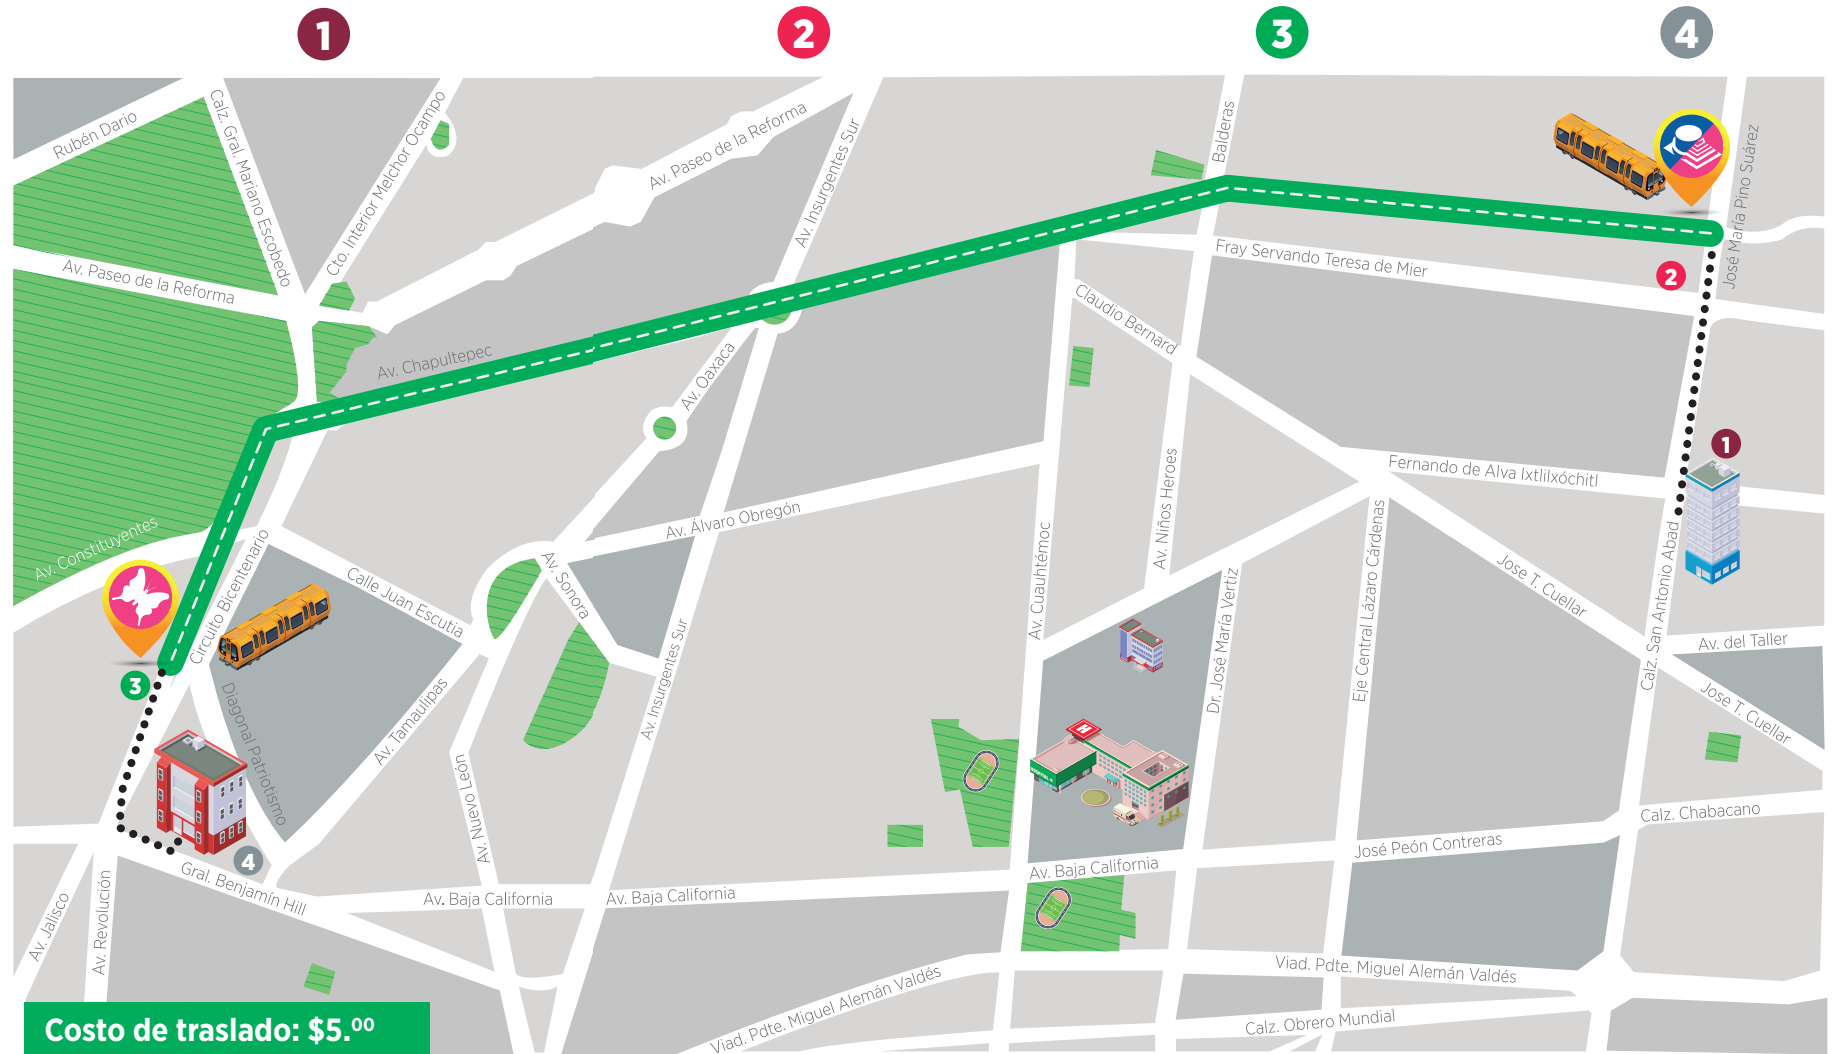 1
2
3
4
Rubén Dario
Calz. Gral. Mariano Escobedo
Cto. Interior Melchor Ocampo
Av. Paseo de la Reforma
Av. Insurgentes Sur
Balderas
José María Pino Suárez
Av. Paseo de la Reforma
Fray Servando Teresa de Mier
2
Claudio Bernard
Av. Chapultepec
Av. Oaxaca
1
Fernando de Alva Ixtlilxóchitl
Av. Niños Heroes
Av. Álvaro Obregón
Av. Constituyentes
Circuito Bicentenario
Calle Juan Escutia
Av. Sonora
Av. Cuauhtémoc
Dr. José María Vertiz
Eje Central Lázaro Cárdenas
Jose T. Cuellar
Calz. San Antonio Abad
Av. del Taller
Jose T. Cuellar
3
Diagonal Patriotismo
Av. Tamaulipas
Av. Insurgentes Sur
Av. Nuevo León
H
Calz. Chabacano
José Peón Contreras
4
Gral. Benjamín Hill
Av. Baja California
Av. Baja California
Av. Baja California
Av. Jalisco
Av. Revolución
Viad. Pdte. Miguel Alemán Valdés
Viad. Pdte. Miguel Alemán Valdés
Calz. Obrero Mundial
Costo de traslado: $5.00